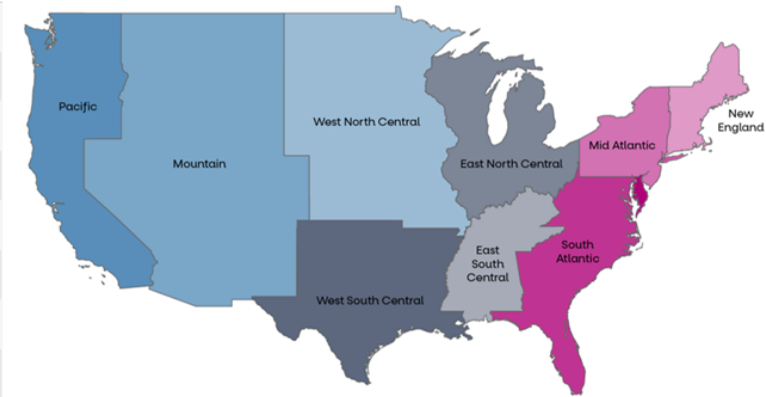 Pacific
Mountain
West North Central
East North Central
Mid Atlantic
New
England
East
South
Central
South
Atlantic
West South Central